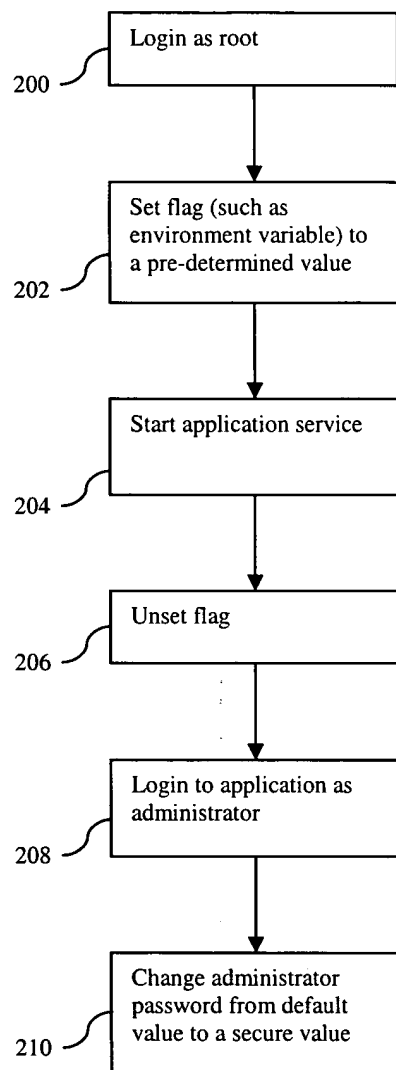 Login as root
200
Set flag (such as
environment variable) to
a pre-determined value
202
Start application service
204
Unset flag
206
Login to application as
administrator
208
Change administrator
password from default
value to a secure value
210